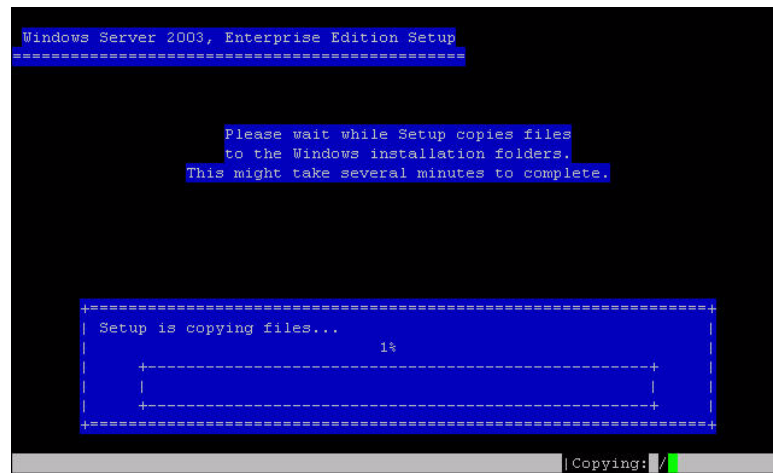 Windows Server 2003, Enterprise Edition Setup
===============================================
Please wait while Setup copies files
to the Windows installation folders.
This might take several minutes to complete.
Setup is copying files...
1%
|Copying: /